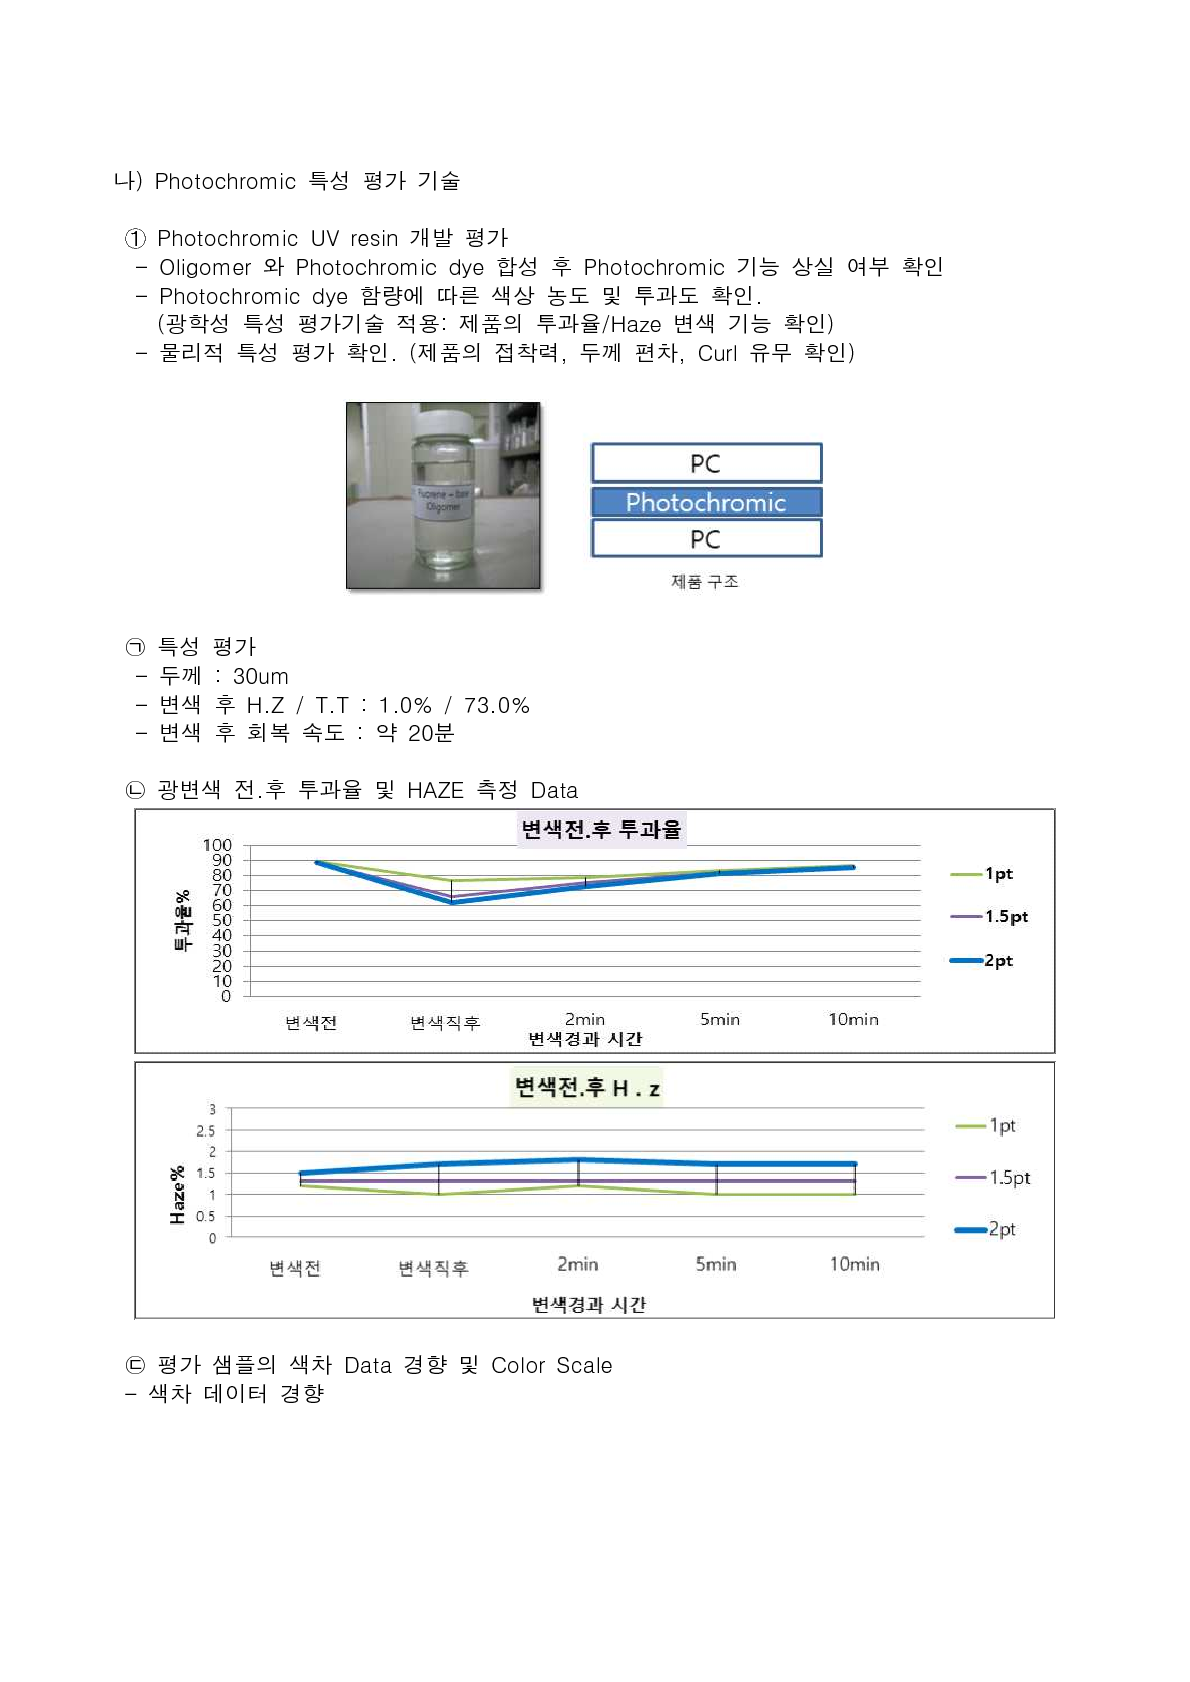 나) Photochromic 특성 평가 기술
① Photochromic UV resin 개발 평가
- Oligomer 와 Photochromic dye 합성 후 Photochromic 기능 상실 여부 확인
- Photochromic dye 함량에 따른 색상 농도 및 투과도 확인.
(광학성 특성 평가기술 적용: 제품의 투과율/Haze 변색 기능 확인)
- 물리적 특성 평가 확인. (제품의 접착력, 두께 편차, Curl 유무 확인)
Fluorene - base
Oligomer
PC
Photochromic
PC
제품 구조
㉠ 특성 평가
- 두께 : 30um
- 변색 후 H.Z / T.T : 1.0% / 73.0%
- 변색 후 회복 속도 : 약 20분
㉡ 광변색 전.후 투과율 및 HAZE 측정 Data
변색전.후 투과율
투과율%
100
90
80
70
60
50
40
30
20
10
0
변색전 변색직후 2min 5min 10min
변색경과 시간
1pt
1.5pt
2pt
변색전.후 H . z
Haze%
3
2.5
2
1.5
1
0.5
0
변색전 변색직후 2min 5min 10min
변색경과 시간
1pt
1.5pt
2pt
㉢ 평가 샘플의 색차 Data 경향 및 Color Scale
- 색차 데이터 경향